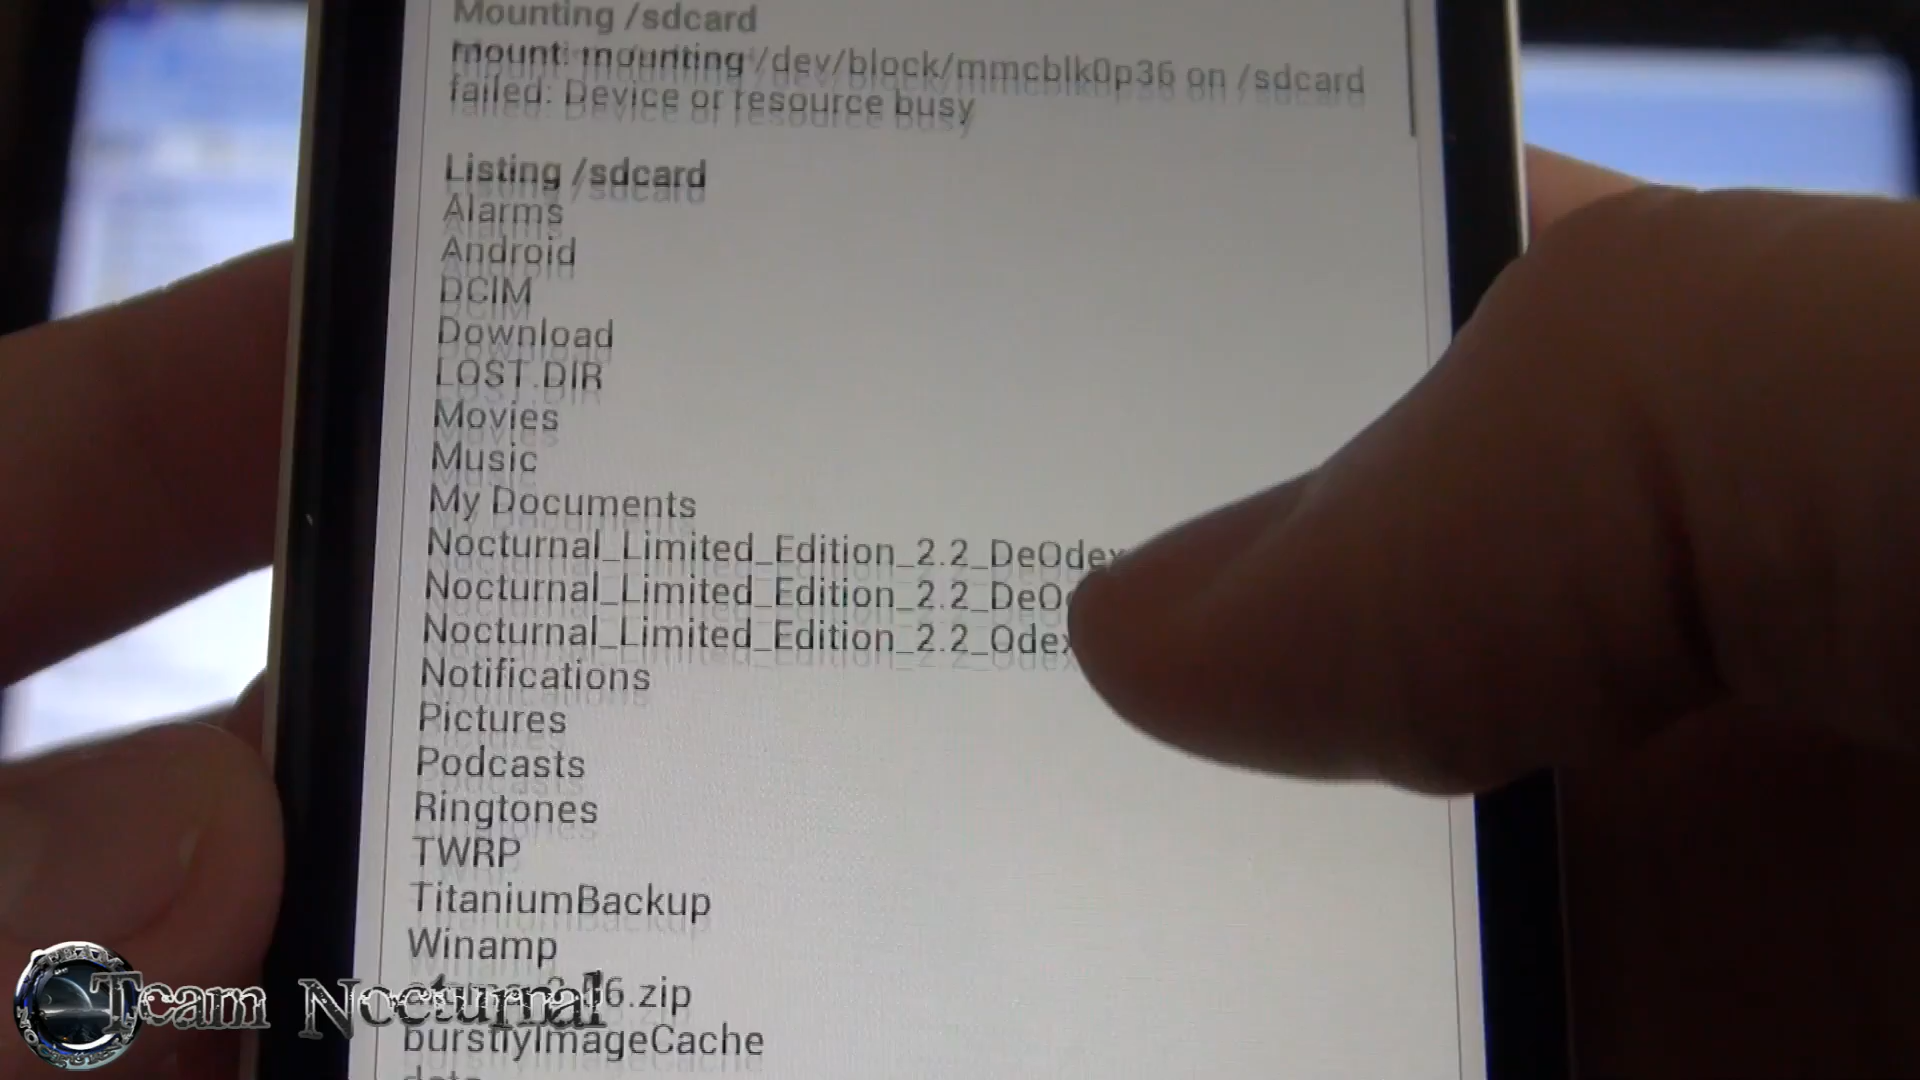 Mounting /sdcard
mount: mounting /dev/block/mmcblk0p36 on /sdcard
failed: Device or resource busy
Listing /sdcard
Alarms
Android
DCIM
Download
LOST.DIR
Movies
Music
My Documents
Nocturnal_Limited_Edition_2.2_DeOdex
Nocturnal_Limited_Edition_2.2_DeO
Nocturnal_Limited_Edition_2.2_Odex
Notifications
Pictures
Podcasts
Ringtones
TWRP
TitaniumBackup
Winamp
6.zip
Team Nocturnal
burstlyImageCache